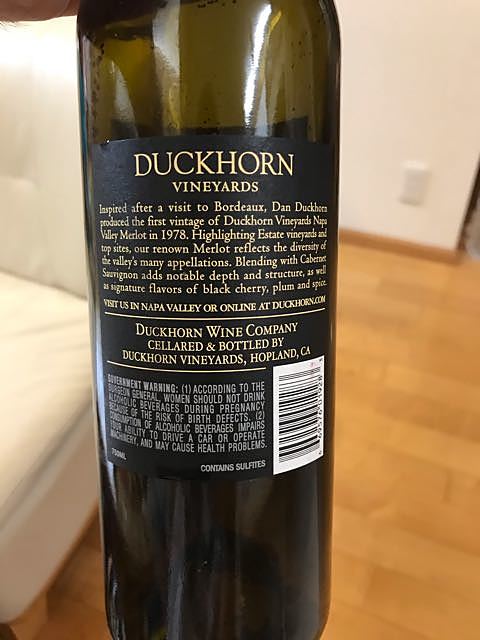 DUCKHORN
VINEYARDS
Inspired after a visit to Bordeaux, Dan Duckhorn
produced the first vintage of Duckhorn Vineyards Napa
Valley Merlot in 1978. Highlighting Estate vineyards and
top sites, our renown Merlot reflects the diversity of
the valley's many appellations. Blending with Cabernet
Sauvignon adds notable depth and structure, as well
as signature flavors of black cherry, plum and spice.
VISIT US IN NAPA VALLEY OR ONLINE AT DUCKHORN.COM
DUCKHORN WINE COMPANY
CELLARED & BOTTLED BY
DUCKHORN VINEYARDS, HOPLAND, CA
GOVERNMENT WARNING: (1) ACCORDING TO THE
SURGEON GENERAL, WOMEN SHOULD NOT DRINK
ALCOHOLIC BEVERAGES DURING PREGNANCY
BECAUSE OF THE RISK OF BIRTH DEFECTS. (2)
CONSUMPTION OF ALCOHOLIC BEVERAGES IMPAIRS
YOUR ABILITY TO DRIVE A CAR OR OPERATE
MACHINERY, AND MAY CAUSE HEALTH PROBLEMS.
750ML
CONTAINS SULFITES